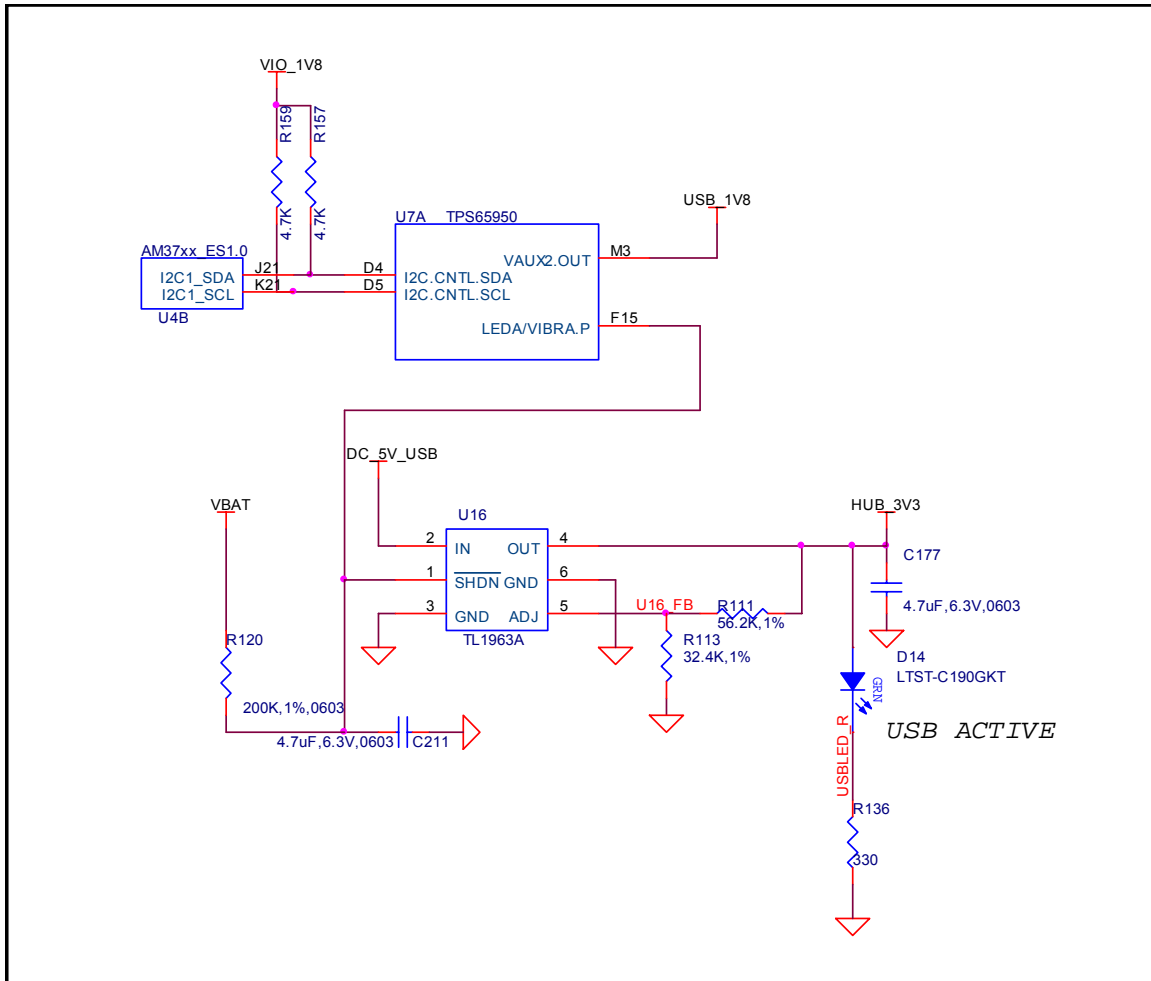 VIO_1V8
R159
R157
4.7K
4.7K
USB_1V8
U7A TPS65950
M3
VAUX2.OUT
AM37xx_ES1.0
J21
D4
I2C1_SDA
I2C.CNTL.SDA
K21
D5
I2C1_SCL
I2C.CNTL.SCL
U4B
F15
LEDA/VIBRA.P
DC_5V_USB
VBAT
HUB_3V3
U16
2
IN
OUT
4
C177
1
SHDN
GND
6
4.7uF,6.3V,0603
3
GND
ADJ
5
U16_FB
R111
56.2K,1%
TL1963A
R113
32.4K,1%
R120
D14
LTST-C190GKT
GRN
200K,1%,0603
4.7uF,6.3V,0603
C211
USB ACTIVE
USBLED_R
R136
330